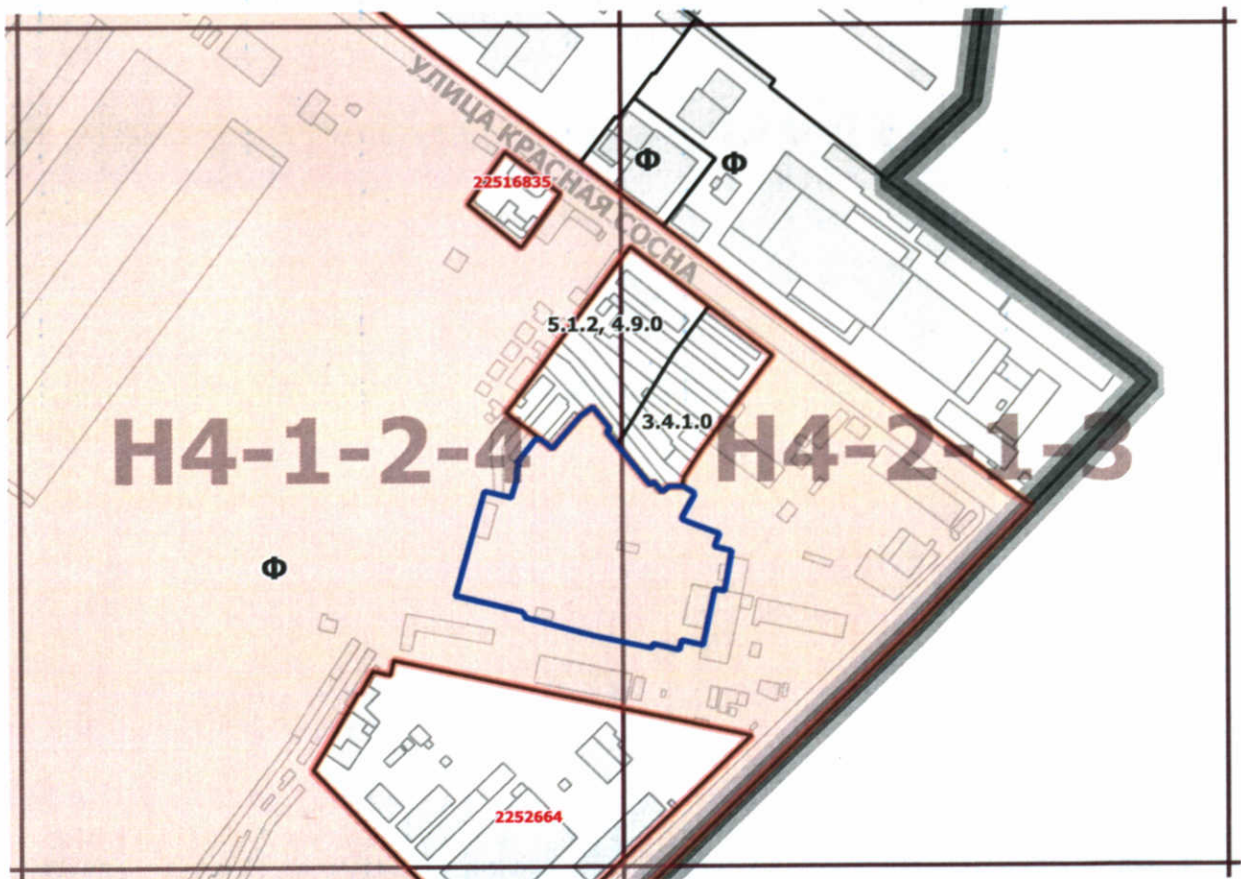 УЛИЦА КРАСНАЯ СОСНА
22516835
Ф
Ф
5.1.2, 4.9.0
3.4.1.0
Н4-1-2-4
Н4-2-1-3
Ф
2252664